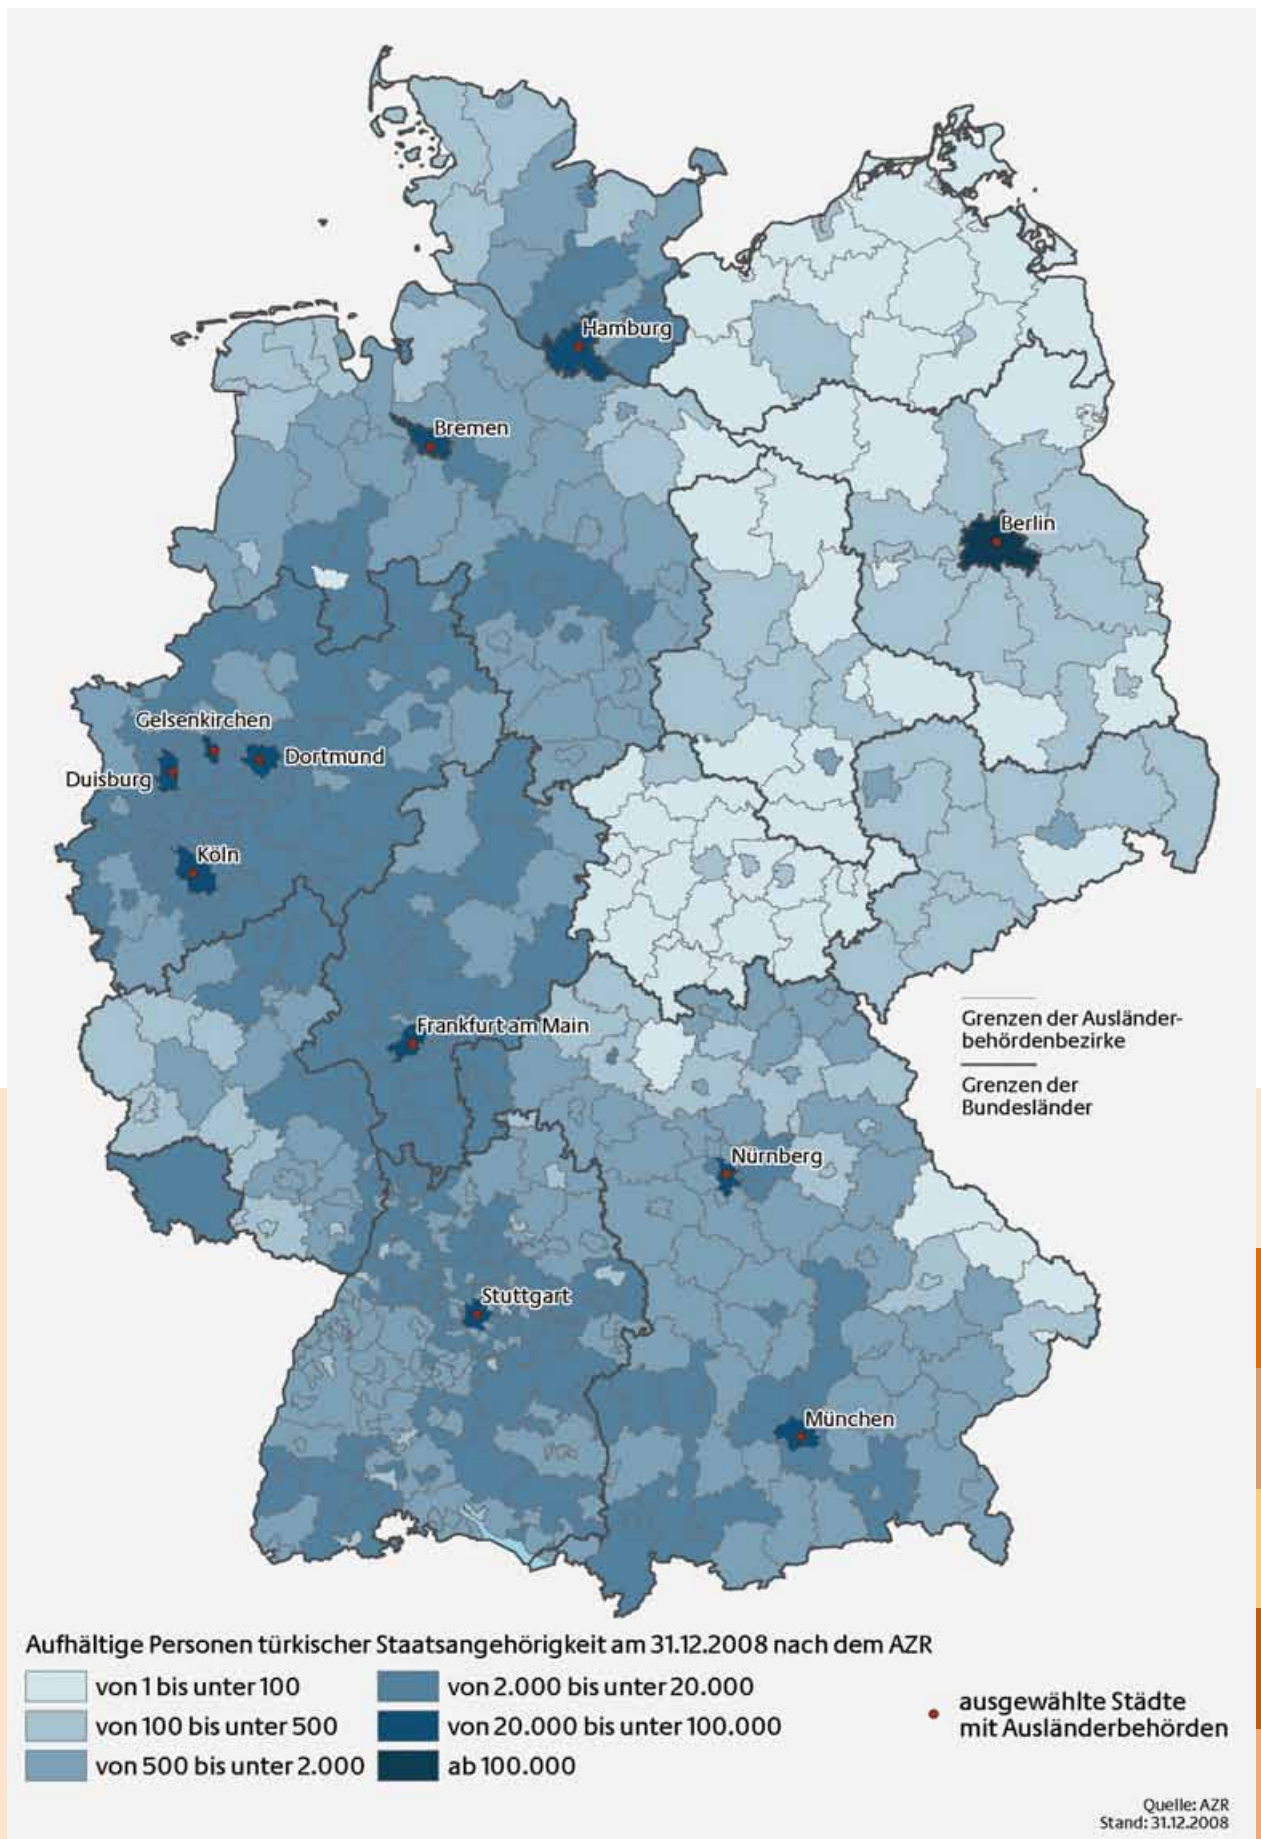 Hamburg
Bremen
Berlin
Gelsenkirchen
Dortmund
Duisburg
Köln
Frankfurt am Main
Grenzen der Ausländer-
behördenbezirke
Grenzen der
Bundesländer
Nürnberg
Stuttgart
München
Aufhältige Personen türkischer Staatsangehörigkeit am 31.12.2008 nach dem AZR
von 1 bis unter 100
von 100 bis unter 500
von 500 bis unter 2.000
von 2.000 bis unter 20.000
von 20.000 bis unter 100.000
ab 100.000
ausgewählte Städte
mit Ausländerbehörden
Quelle: AZR
Stand: 31.12.2008